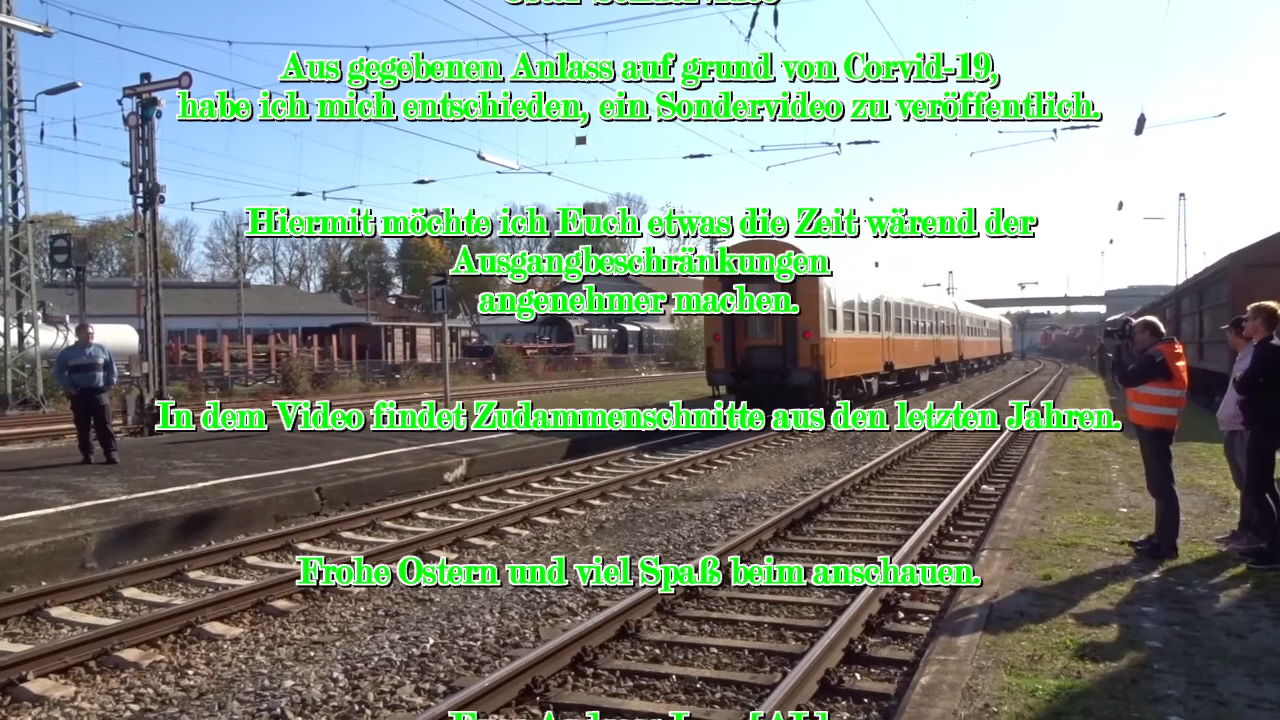 Oster Sondervideo
Aus gegebenen Anlass auf grund von Corvid-19,
habe ich mich entschieden, ein Sondervideo zu veröffentlich.
Hiermit möchte ich Euch etwas die Zeit wärend der
Ausgangbeschränkungen
angenehmer machen.
H
In dem Video findet Zudammenschnitte aus den letzten Jahren.
Frohe Ostern und viel Spaß beim anschauen.